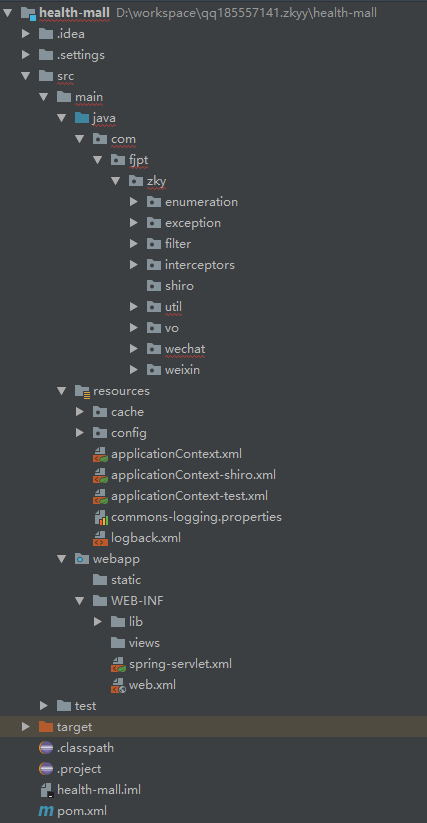 health-mall D:\workspace\qq185557141.zkyy\health-mall
.idea
.settings
src
main
java
com
fjpt
zky
enumeration
exception
filter
interceptors
shiro
util
vo
wechat
weixin
resources
cache
config
applicationContext.xml
applicationContext-shiro.xml
applicationContext-test.xml
commons-logging.properties
logback.xml
webapp
static
WEB-INF
lib
views
spring-servlet.xml
web.xml
test
target
.classpath
.project
health-mall.iml
pom.xml